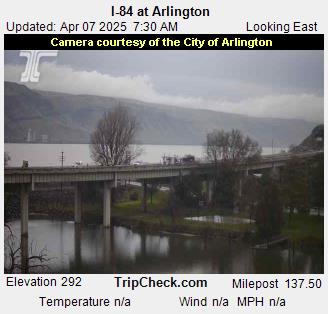 I-84 at Arlington
Updated: Apr 07 2025 7:30 AM Looking East
Camera courtesy of the City of Arlington
Elevation 292 TripCheck.com Milepost 137.50
Temperature n/a Wind n/a MPH n/a